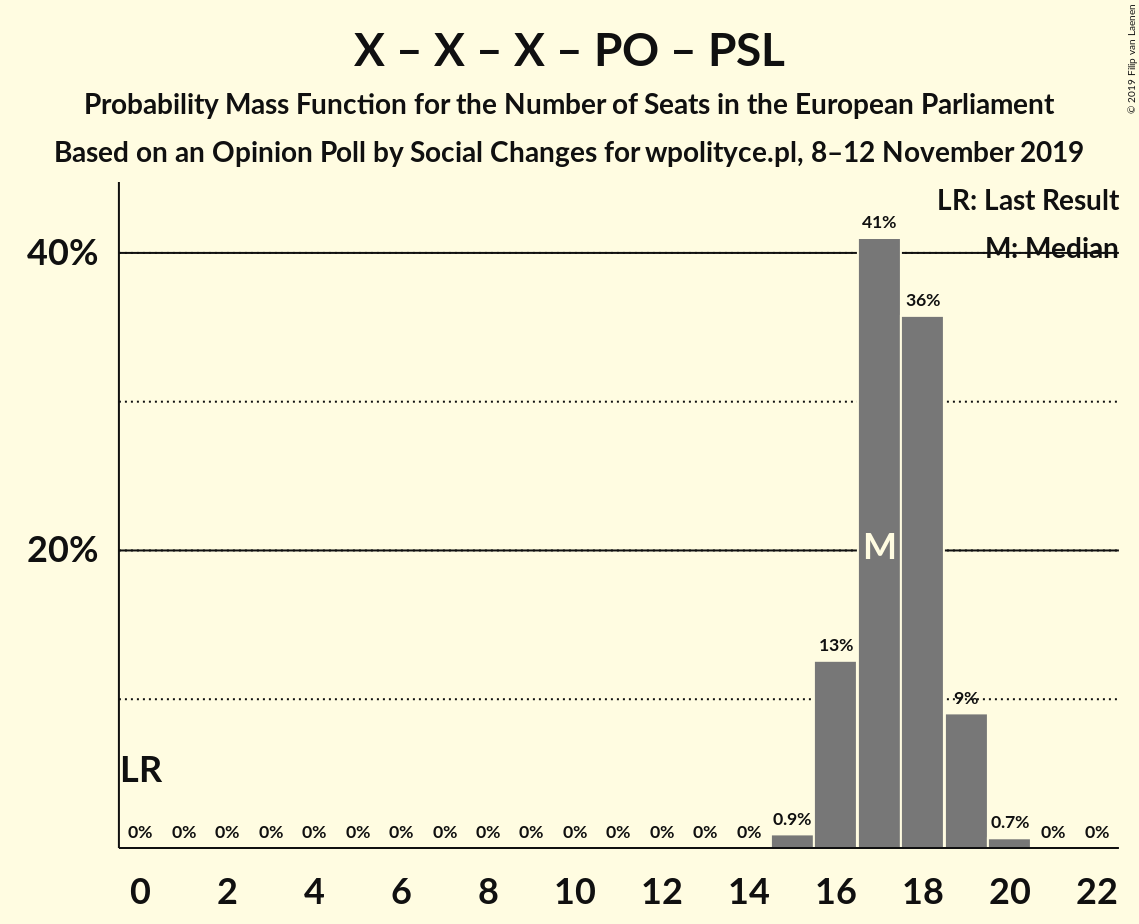 X – X – X – PO – PSL
Probability Mass Function for the Number of Seats in the European Parliament
Based on an Opinion Poll by Social Changes for wpolityce.pl, 8–12 November 2019
© 2019 Filip van Laenen
LR: Last Result
M: Median
40%
20%
41%
36%
13%
9%
0.9%
0.7%
M
LR
0% 0% 0% 0% 0% 0% 0% 0% 0% 0% 0% 0% 0% 0% 0% 0% 0%
0 2 4 6 8 10 12 14 16 18 20 22